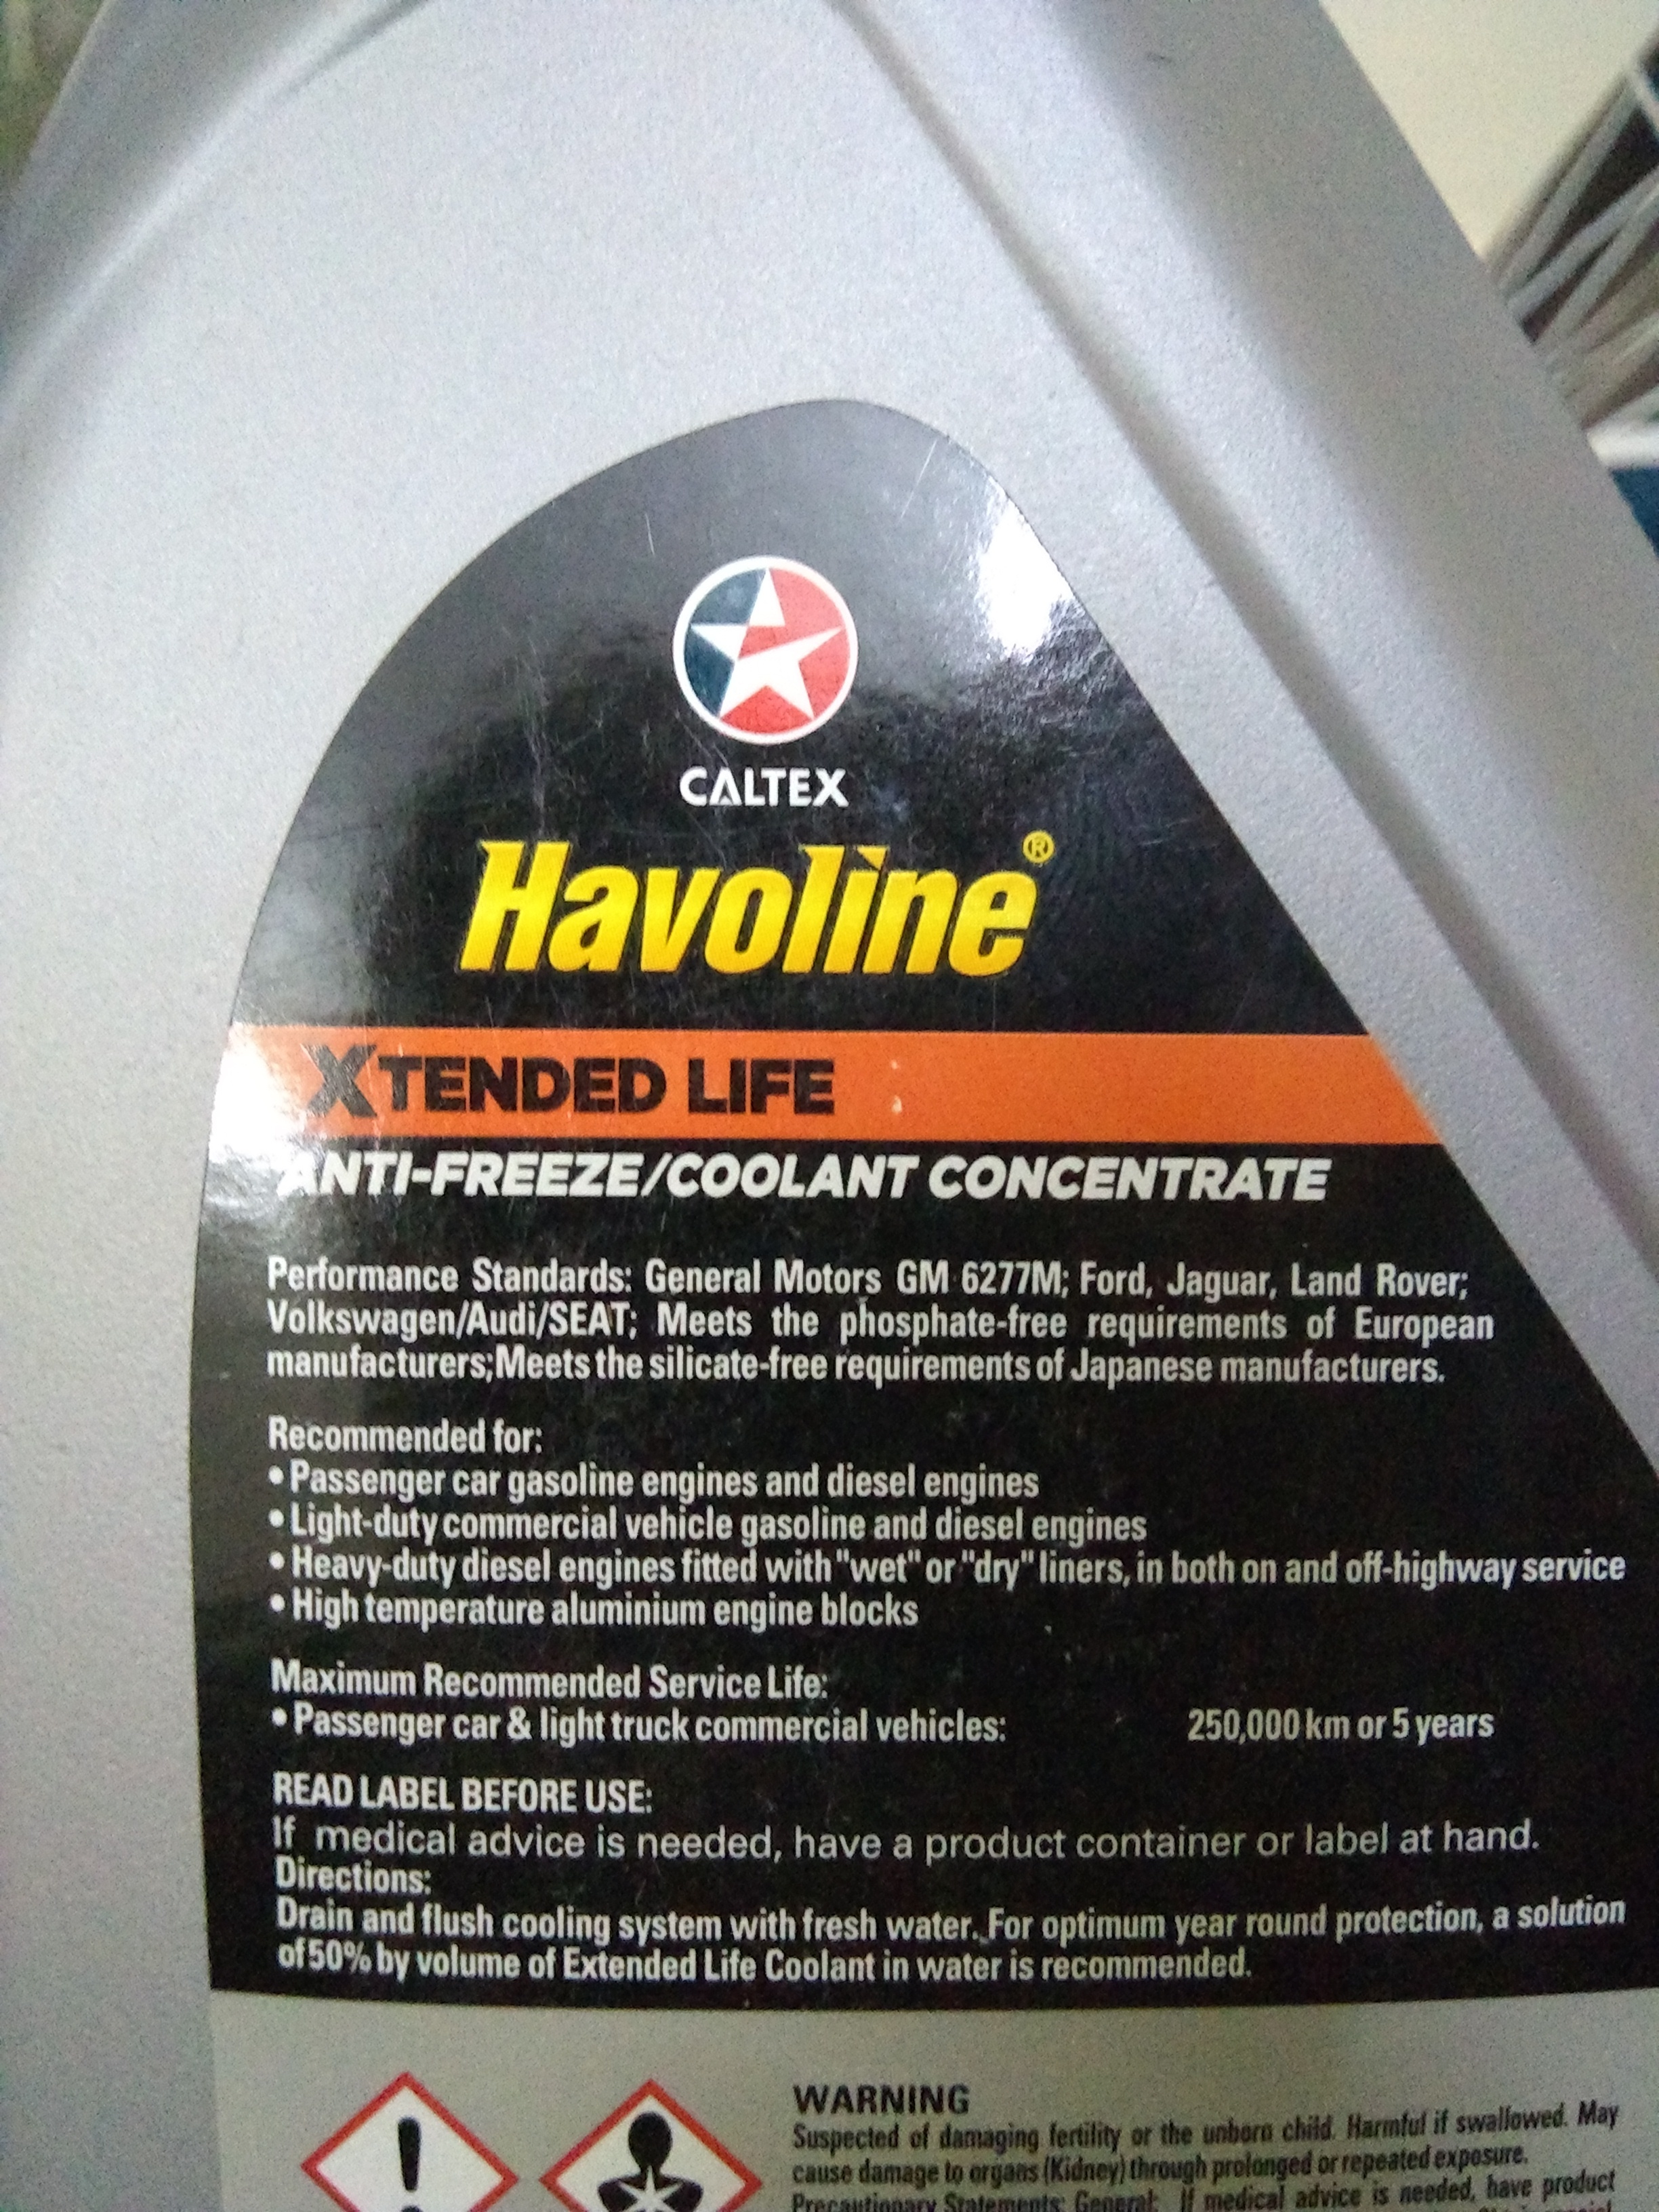 CALTEX
Havoline®
XTENDED LIFE
ANTI-FREEZE/COOLANT CONCENTRATE
Performance Standards: General Motors GM 6277M; Ford, Jaguar, Land Rover;
Volkswagen/Audi/SEAT; Meets the phosphate-free requirements of European
manufacturers;Meets the silicate-free requirements of Japanese manufacturers.
Recommended for:
• Passenger car gasoline engines and diesel engines
• Light-duty commercial vehicle gasoline and diesel engines
• Heavy-duty diesel engines fitted with "wet" or "dry" liners, in both on and off-highway service
• High temperature aluminium engine blocks
Maximum Recommended Service Life:
• Passenger car & light truck commercial vehicles: 250,000 km or 5 years
READ LABEL BEFORE USE:
If medical advice is needed, have a product container or label at hand.
Directions:
Drain and flush cooling system with fresh water. For optimum year round protection, a solution
of 50% by volume of Extended Life Coolant in water is recommended.
WARNING
Suspected of damaging fertility or the unborn child. Harmful if swallowed. May
cause damage to organs (Kidney) through prolonged or repeated exposure.
Precautionary Statements: General: If medical advice is needed, have product